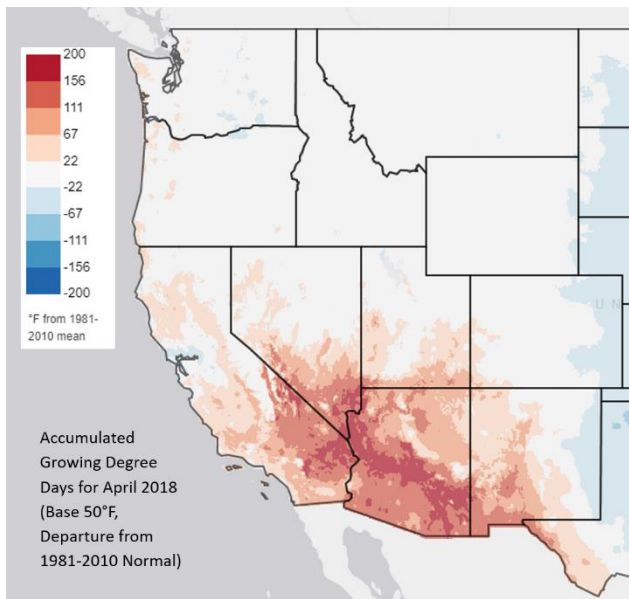 200
156
111
67
22
-22
-67
-111
-156
-200
°F from 1981-
2010 mean
U N
Accumulated
Growing Degree
Days for April 2018
(Base 50°F,
Departure from
1981-2010 Normal)